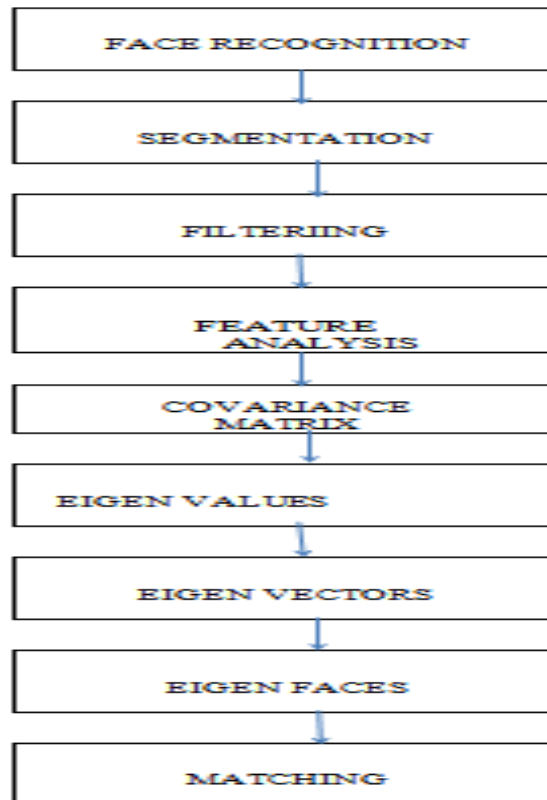 FACE RECOGNITION
SEGMENTATION
FILTERIING
FEATURE
ANALYSIS
COVARIANCE
MATRIX
EIGEN VALUES
EIGEN VECTORS
EIGEN FACES
MATCHING